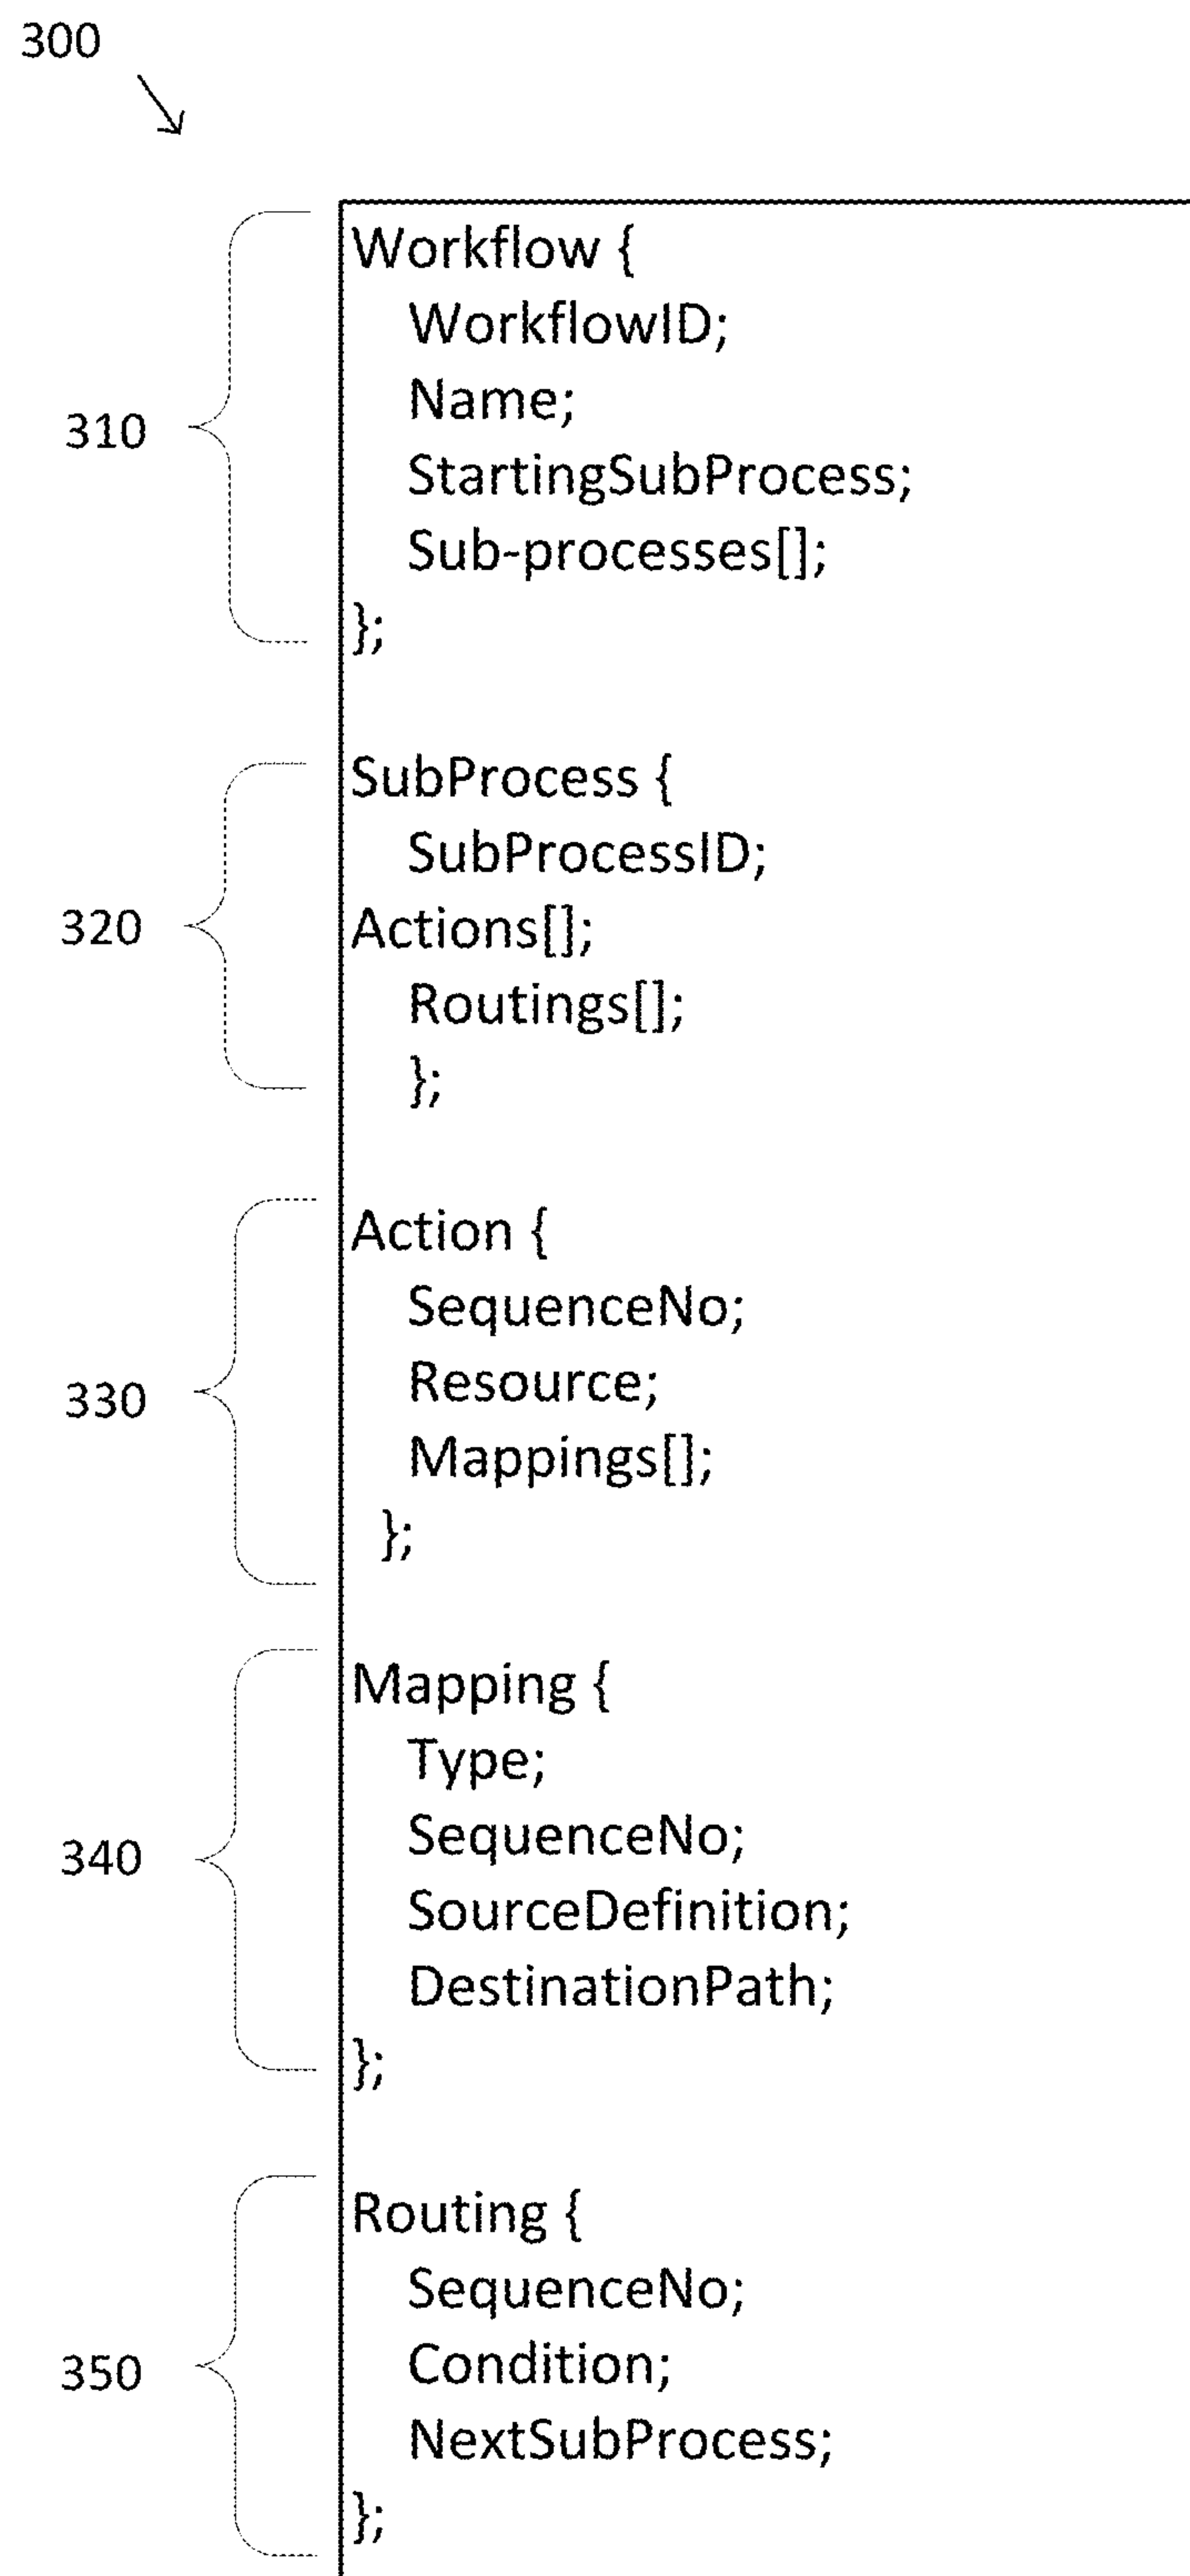 300
Workflow {
WorkflowID;
Name;
310
StartingSubProcess;
Sub-processes[];
};
SubProcess {
SubProcessID;
320
Actions[];
Routings[];
};
Action {
SequenceNo;
330
Resource;
Mappings[];
};
Mapping {
Type;
SequenceNo;
340
SourceDefinition;
DestinationPath;
};
Routing {
SequenceNo;
350
Condition;
NextSubProcess;
};